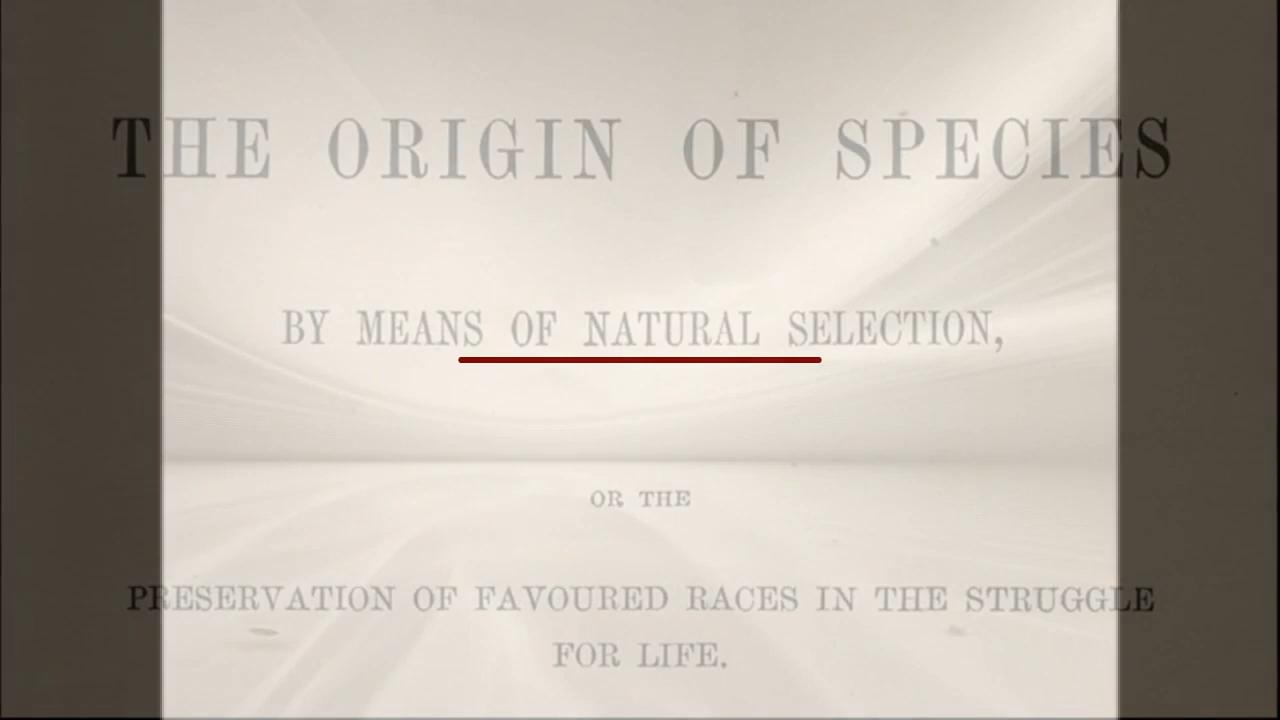 THE ORIGIN OF SPECIES
BY MEANS OF NATURAL SELECTION,
OR THE
PRESERVATION OF FAVOURED RACES IN THE STRUGGLE
FOR LIFE.